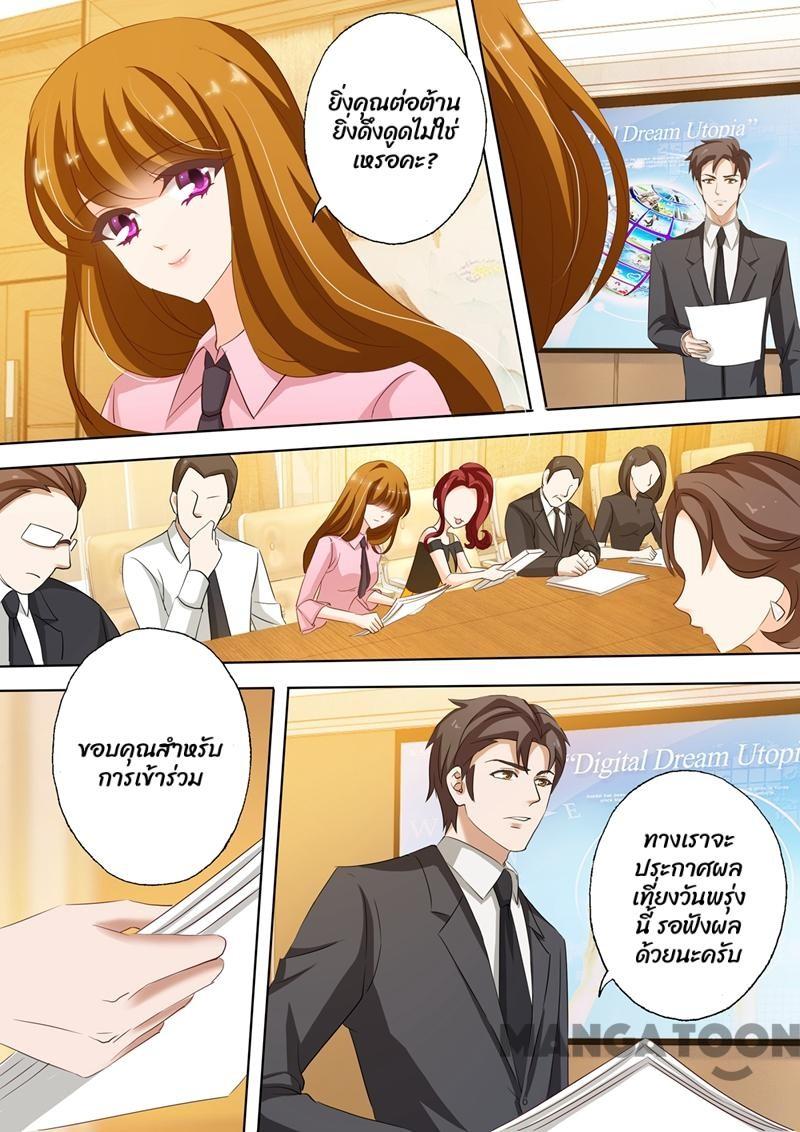 ยิ่งคุณต่อต้าน
ยิ่งดึงดูดไม่ใช่
เหรอคะ?
ital Dream Utopia"
ขอบคุณสำหรับ
การเข้าร่วม
"Digital Dream Utopia
W E
ทางเราจะ
ประกาศผล
เที่ยงวันพรุ่ง
นี้ รอฟังผล
ด้วยนะครับ
MANGATOON